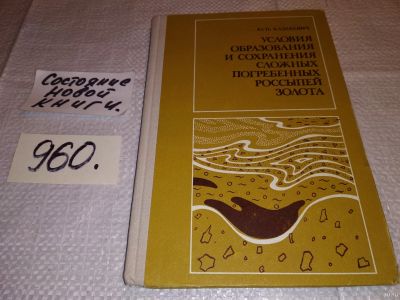 Состояние
новой
книги.
960.
УСЛОВИЯ
ОБРАЗОВАНИЯ
И СОХРАНЕНИЯ
СЛОЖНЫХ
ПОГРЕБЕННЫХ
РОССЫПЕЙ
ЗОЛОТА